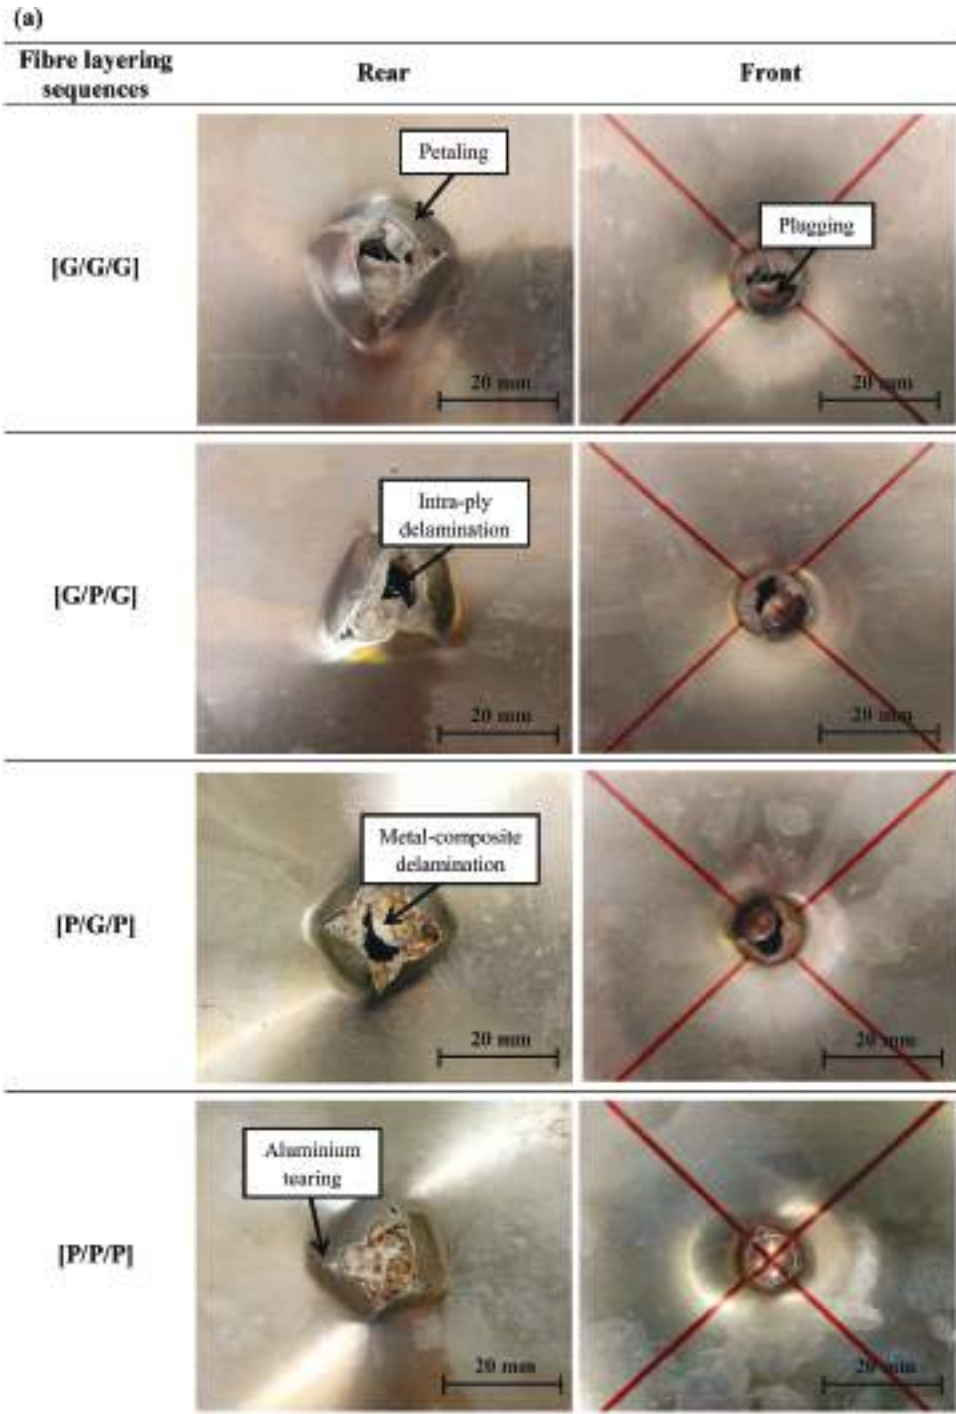 (a)
Fibre layering
sequences
Rear
Front
[G/G/G]
Petaling
20 mm
Plugging
20 mm
[G/P/G]
Intra-ply
delamination
20 mm
20 mm
[P/G/P]
Metal-composite
delamination
20 mm
20 mm
[P/P/P]
Aluminium
tearing
20 mm
20 mm